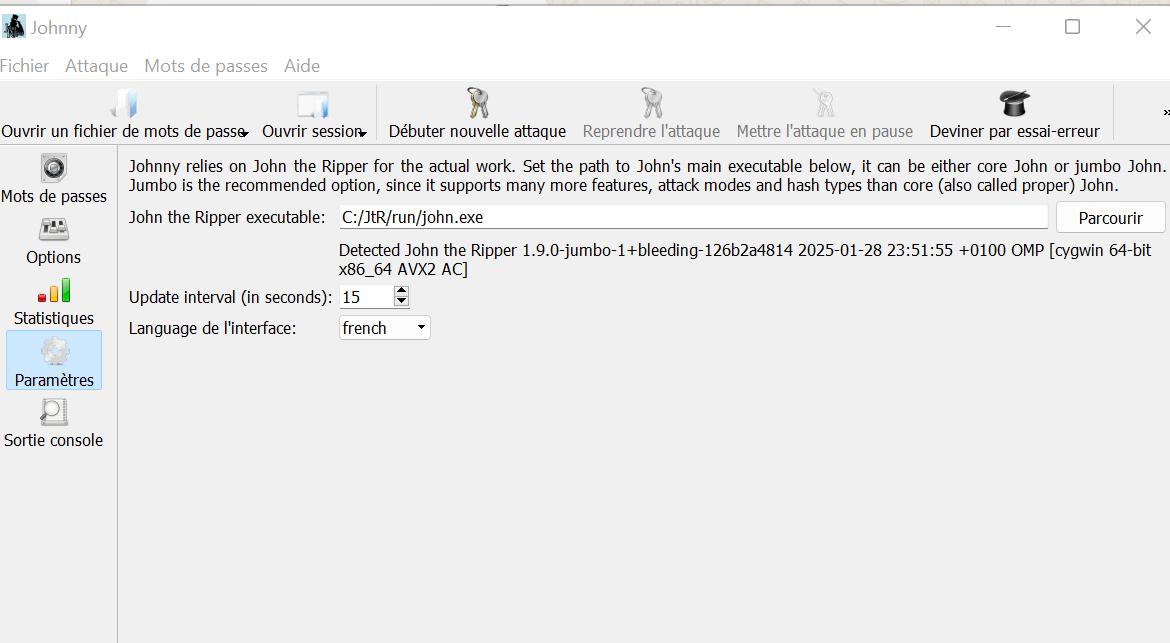 Johnny
Fichier Attaque Mots de passes Aide
Ouvrir un fichier de mots de passe Ouvrir session Débuter nouvelle attaque Reprendre l'attaque Mettre l'attaque en pause Deviner par essai-erreur »
Mots de passes
Options
Statistiques
Paramètres
Sortie console
Johnny relies on John the Ripper for the actual work. Set the path to John's main executable below, it can be either core John or jumbo John.
Jumbo is the recommended option, since it supports many more features, attack modes and hash types than core (also called proper) John.
John the Ripper executable: C:/JtR/run/john.exe Parcourir
Detected John the Ripper 1.9.0-jumbo-1+bleeding-126b2a4814 2025-01-28 23:51:55 +0100 OMP [cygwin 64-bit
x86_64 AVX2 AC]
Update interval (in seconds): 15
Language de l'interface: french